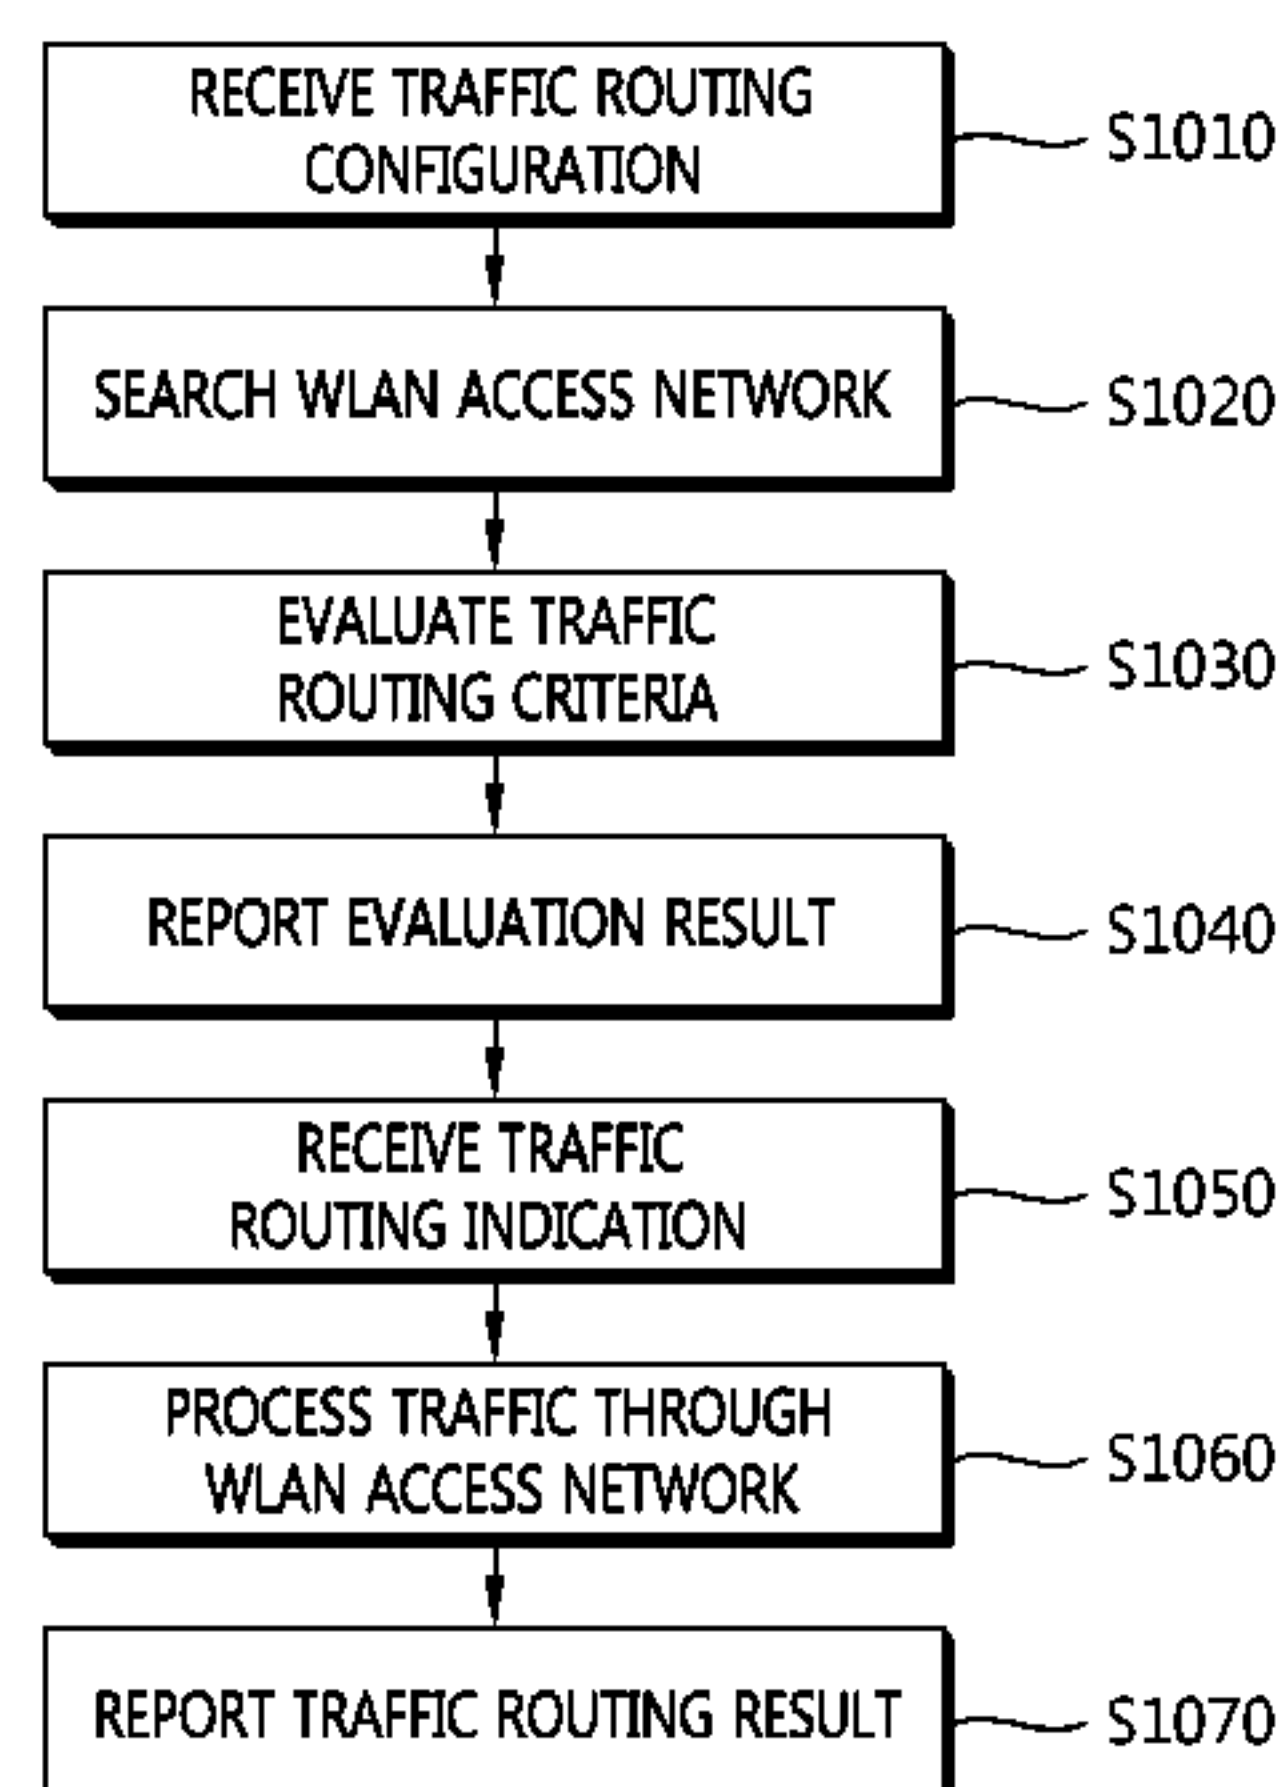 RECEIVE TRAFFIC ROUTING
CONFIGURATION
S1010
SEARCH WLAN ACCESS NETWORK
S1020
EVALUATE TRAFFIC
ROUTING CRITERIA
S1030
REPORT EVALUATION RESULT
S1040
RECEIVE TRAFFIC
ROUTING INDICATION
S1050
PROCESS TRAFFIC THROUGH
WLAN ACCESS NETWORK
S1060
REPORT TRAFFIC ROUTING RESULT
S1070